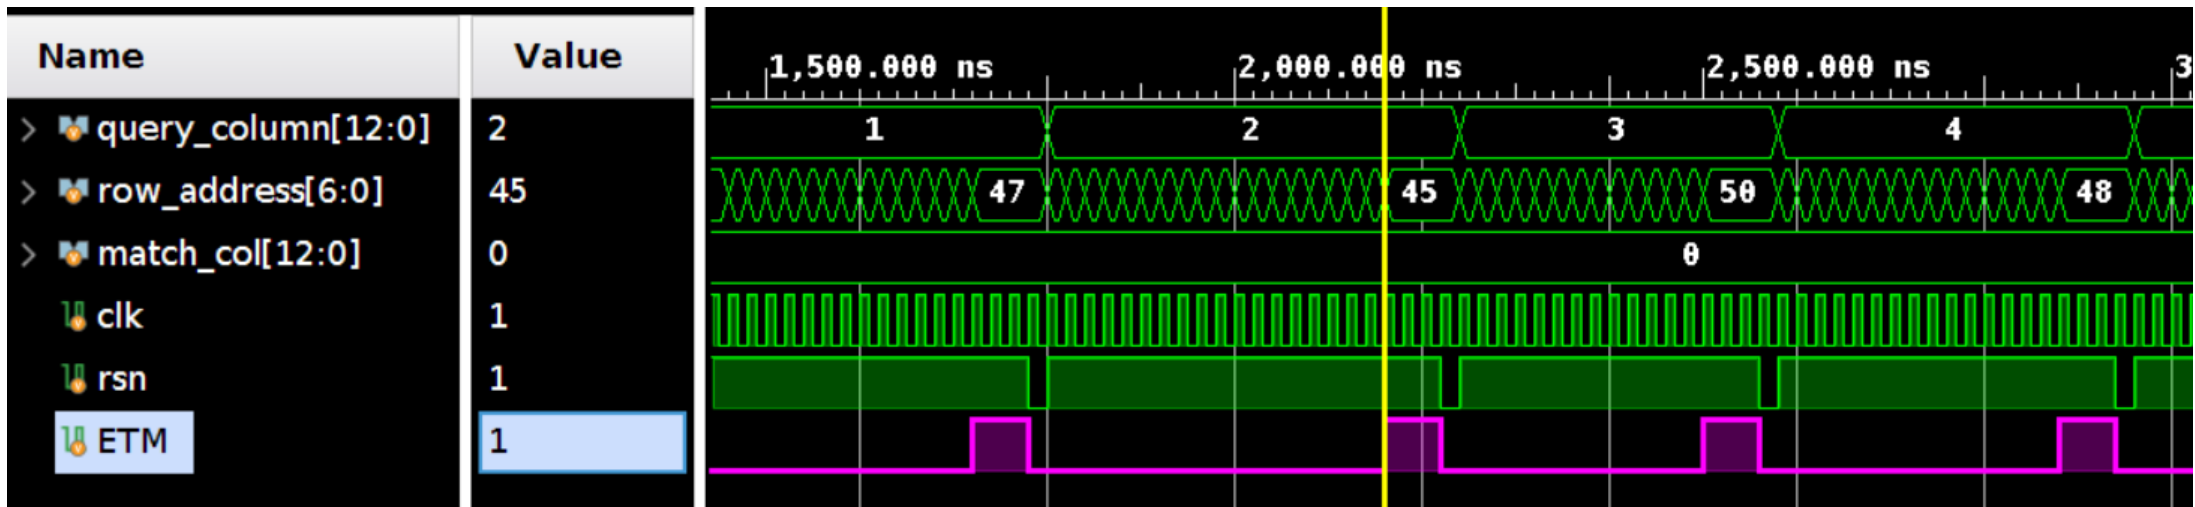 Name Value
1,500.000 ns 2,000.000 ns 2,500.000 ns 3
query_column[12:0] 2 1 2 3 4
row_address[6:0] 45 47 45 50 48
match_col[12:0] 0 0
clk 1
rsn 1
ETM 1